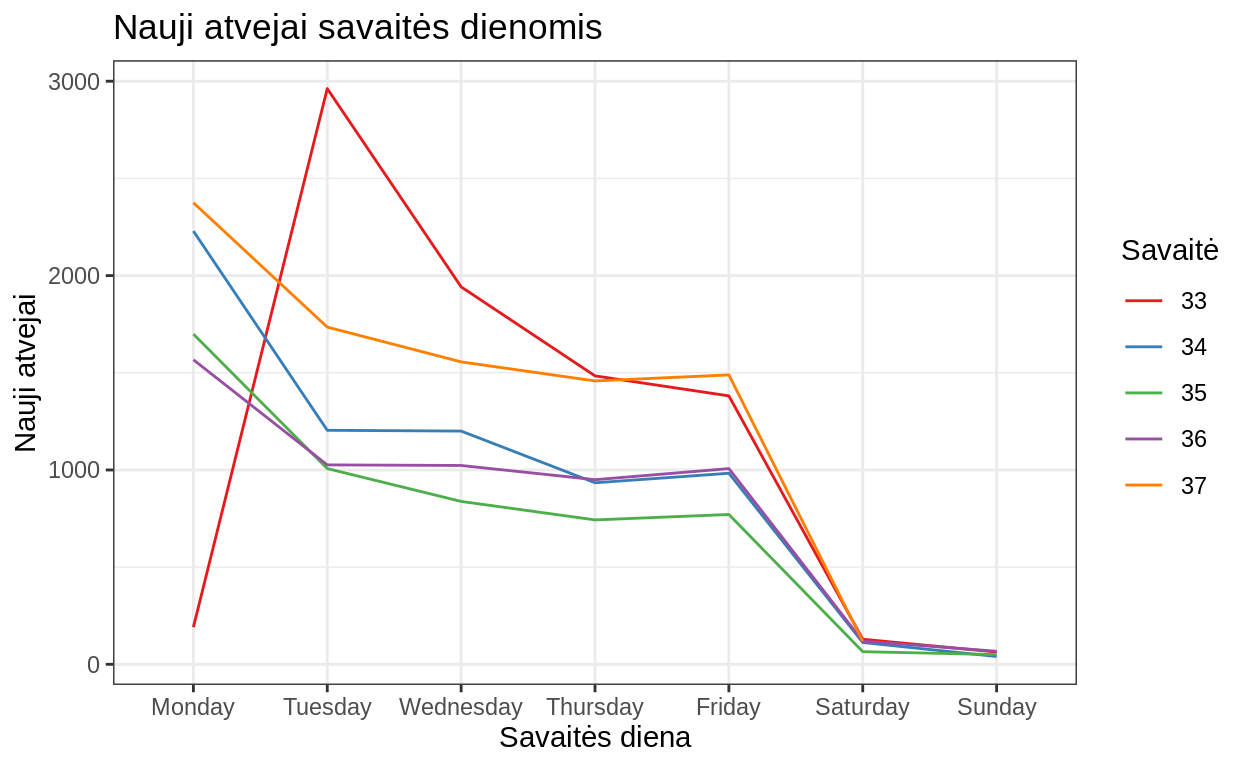 Nauji atvejai savaitės dienomis
3000
2000
1000
0
Nauji atvejai
Monday Tuesday Wednesday Thursday Friday Saturday Sunday
Savaitės diena
Savaitė
33
34
35
36
37